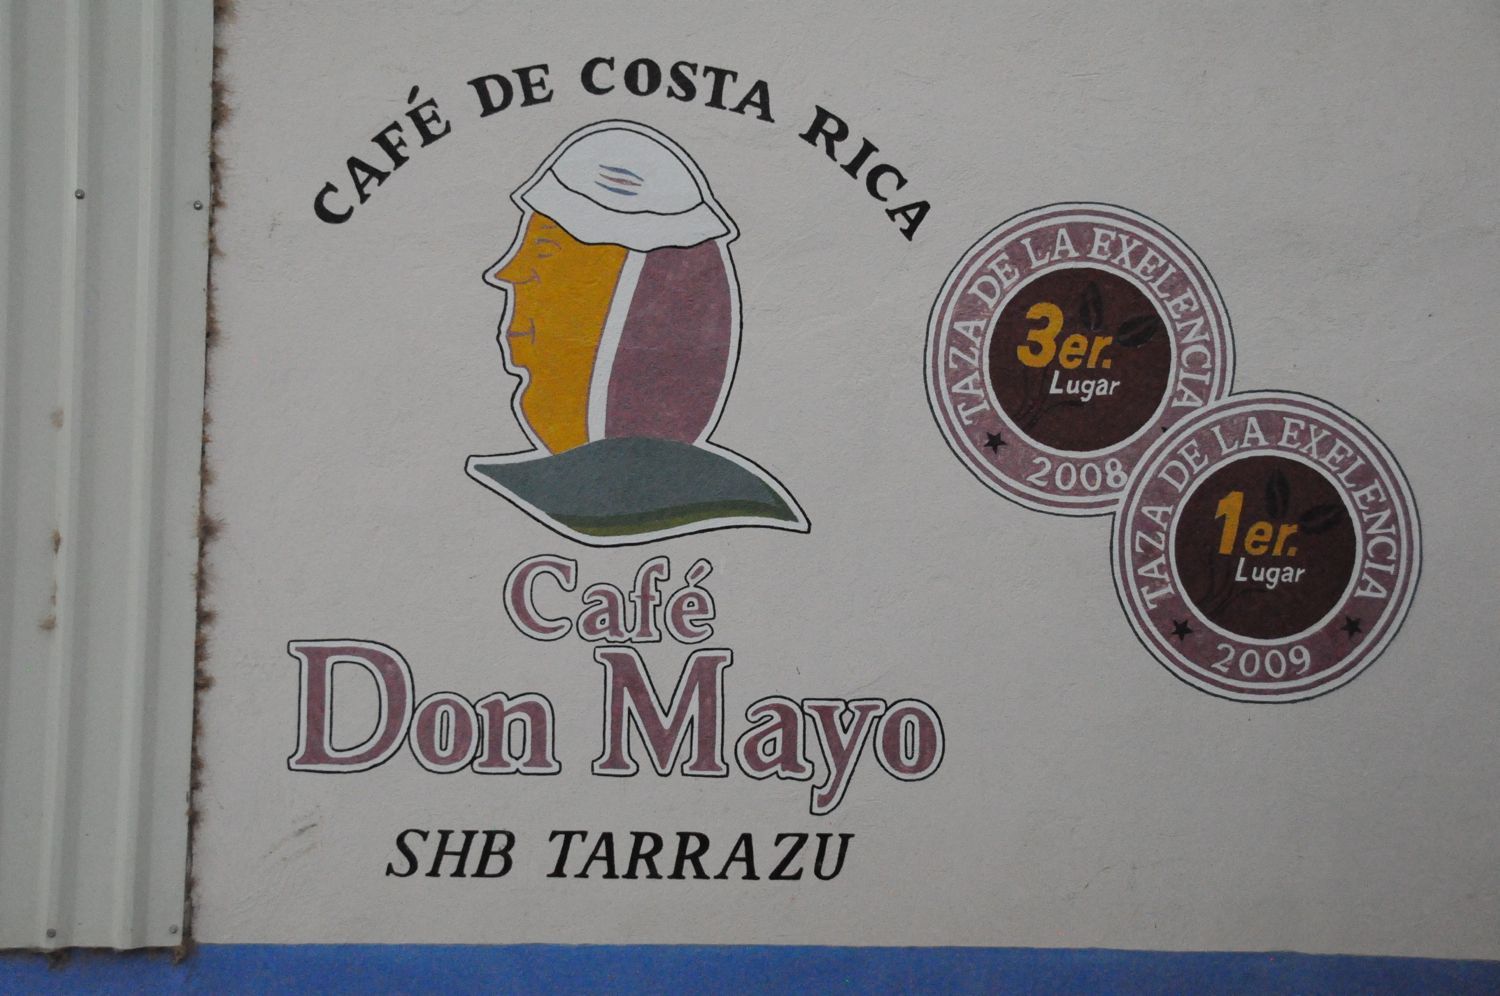 CAFÉ DE COSTA RICA
TAZA DE LA EXELENCIA
3er.
Lugar
2008
TAZA DE LA EXELENCIA
1er.
Lugar
2009
Café
Don Mayo
SHB TARRAZU